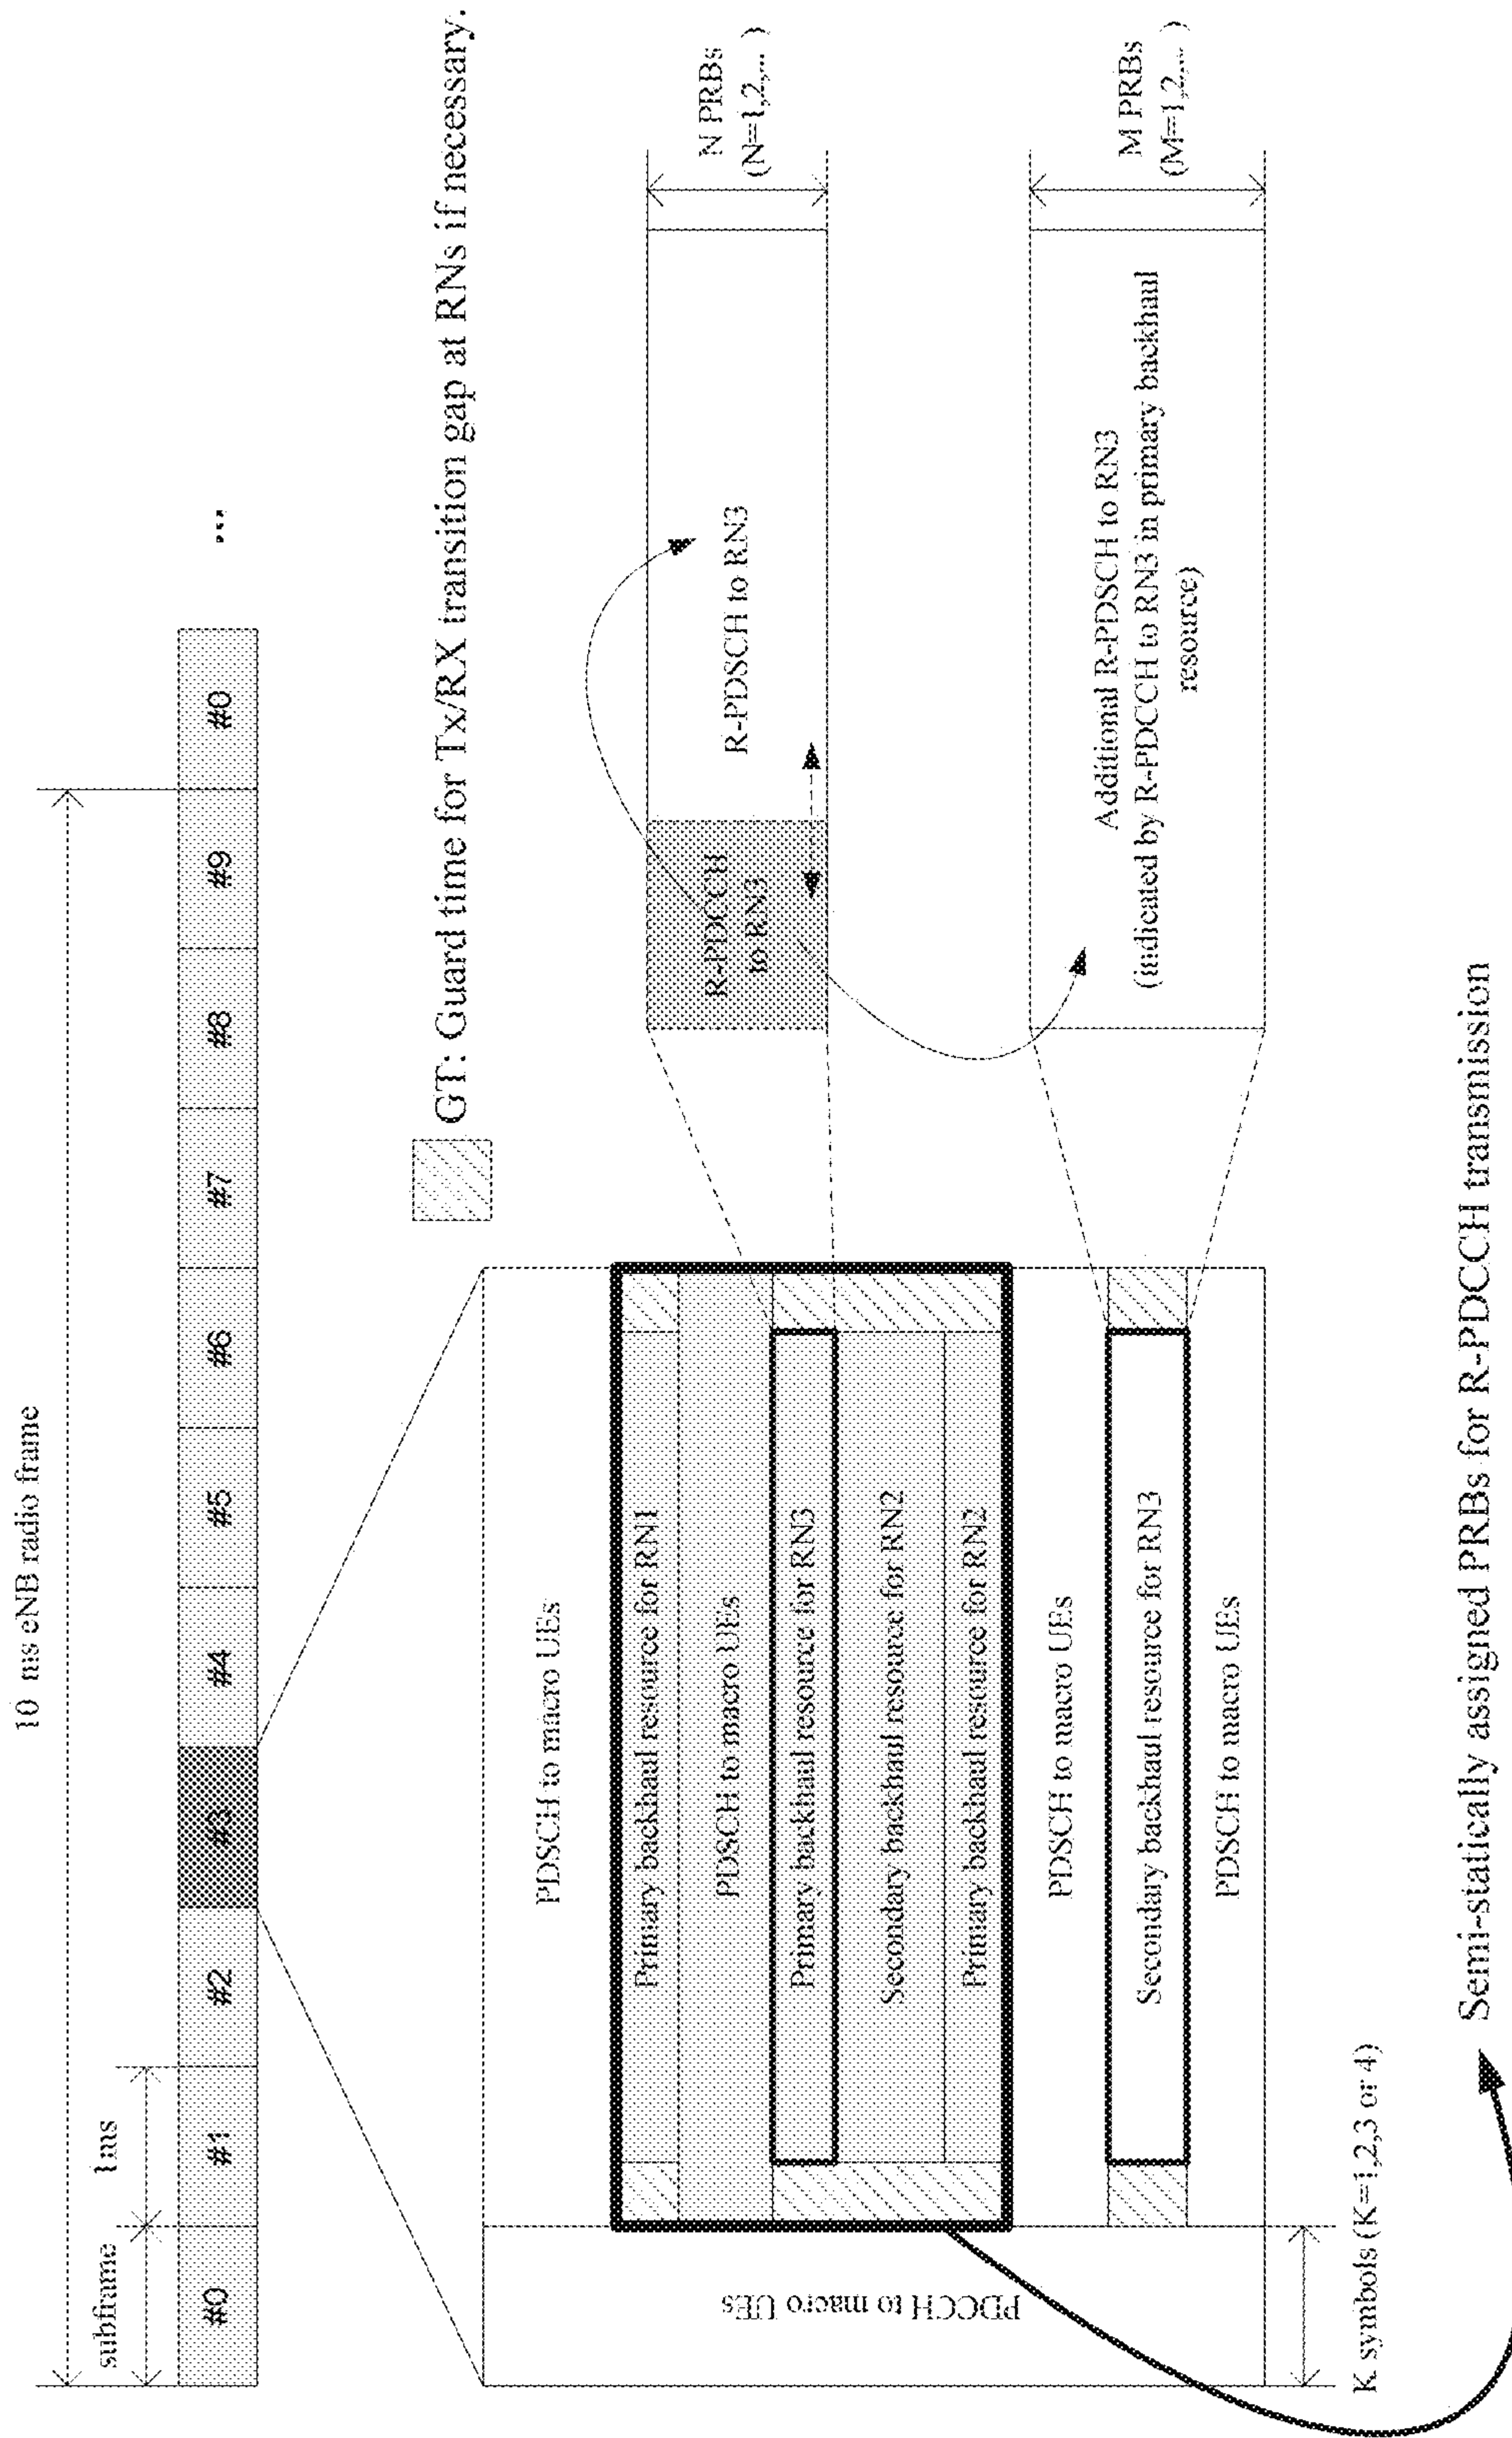 10 ms eNB radio frame
subframe
1ms
#0
#1
#2
#3
#4
#5
#6
#7
#8
#9
#0
...
GT: Guard time for Tx/RX transition gap at RNs if necessary.
PDCCH to macro UEs
PDSCH to macro UEs
Primary backhaul resource for RN1
PDSCH to macro UEs
Primary backhaul resource for RN3
Secondary backhaul resource for RN2
Primary backhaul resource for RN2
PDSCH to macro UEs
Secondary backhaul resource for RN3
PDSCH to macro UEs
K symbols (K=1,2,3 or 4)
R-PDCCH
to RN3
R-PDSCH to RN3
N PRBs
(N=1,2,... )
Additional R-PDSCH to RN3
(indicated by R-PDCCH to RN3 in primary backhaul
resource)
M PRBs
(M=1,2,... )
Semi-statically assigned PRBs for R-PDCCH transmission